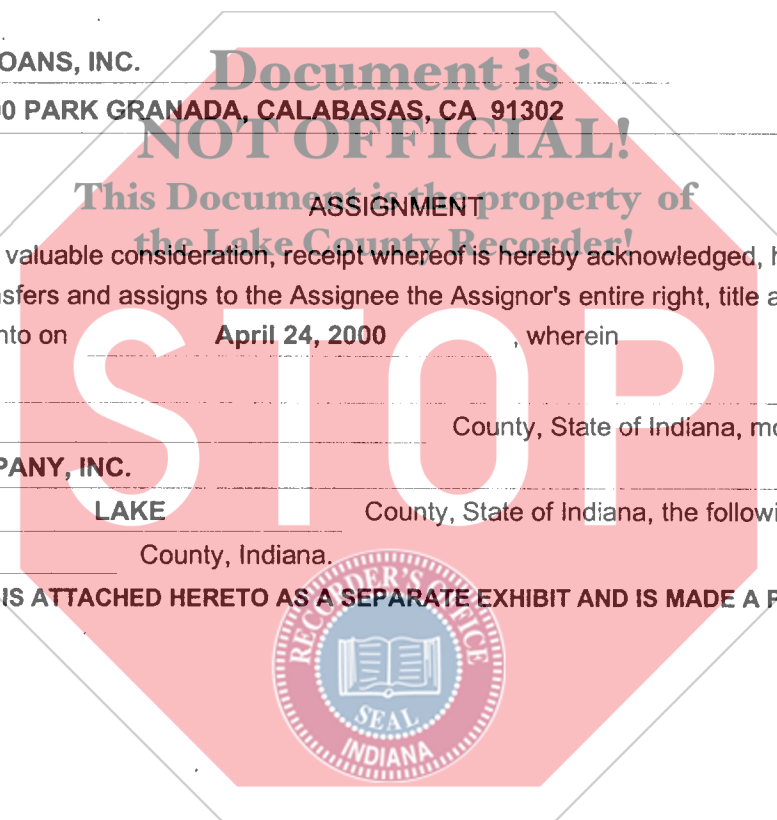 OANS, INC.
Document is
0 PARK GRANADA, CALABASAS, CA 91302
NOT OFFICIAL!
This Document is the property of
ASSIGNMENT
the Lake County Recorder!
valuable consideration, receipt whereof is hereby acknowledged, h
nsfers and assigns to the Assignee the Assignor's entire right, title a
nto on April 24, 2000 , wherein
STOP
County, State of Indiana, mo
PANY, INC.
LAKE County, State of Indiana, the followi
County, Indiana.
IS ATTACHED HERETO AS A SEPARATE EXHIBIT AND IS MADE A P
RECORDER'S OFFICE
SEAL
INDIANA